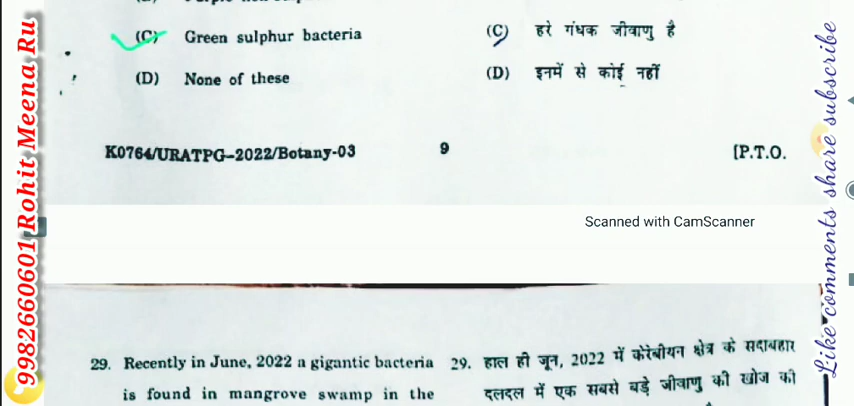 (C) Green sulphur bacteria
(D) None of these
(C) हरे गंधक जीवाणु है
(D) इनमें से कोई नहीं
K0764/URATPG–2022/Botany-03
9
[P.T.O.
Scanned with CamScanner
29. Recently in June, 2022 a gigantic bacteria
is found in mangrove swamp in the
29. हाल ही जून, 2022 में केरेबीयन क्षेत्र के सदाबहार
दलदल में एक सबसे बड़े जीवाणु की खोज की
9982660601 Rohit Meena Ru
Like comments share subscribe